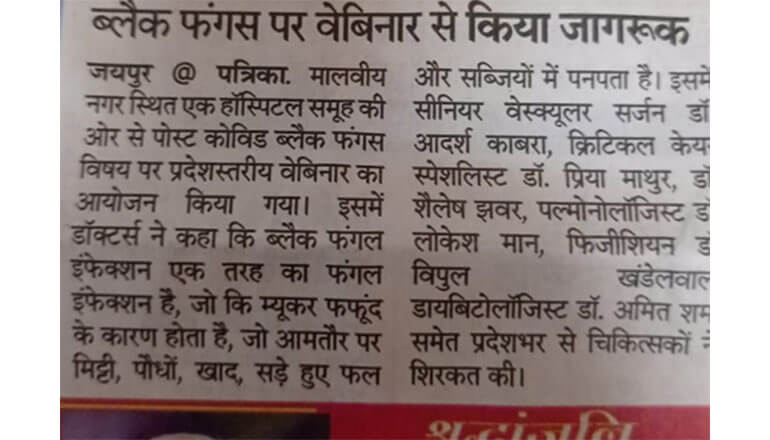 ब्लैक फंगस पर वेबिनार से किया जागरूक
जयपुर @ पत्रिका. मालवीय
नगर स्थित एक हॉस्पिटल समूह की
ओर से पोस्ट कोविड ब्लैक फंगस
विषय पर प्रदेशस्तरीय वेबिनार का
आयोजन किया गया। इसमें
डॉक्टर्स ने कहा कि ब्लैक फंगल
इंफेक्शन एक तरह का फंगल
इंफेक्शन है, जो कि म्यूकर फफूंद
के कारण होता है, जो आमतौर पर
मिट्टी, पौधों, खाद, सड़े हुए फल
और सब्जियों में पनपता है। इसमें
सीनियर वेस्क्यूलर सर्जन डॉ
आदर्श काबरा, क्रिटिकल केयर
स्पेशलिस्ट डॉ. प्रिया माथुर, डॉ
शैलेष झवर, पल्मोनोलॉजिस्ट डॉ
लोकेश मान, फिजीशियन डॉ
विपुल खंडेलवाल
डायबिटोलॉजिस्ट डॉ. अमित
समेत प्रदेशभर से चिकित्सकों ने
शिरकत की।
श्रद्धांजलि